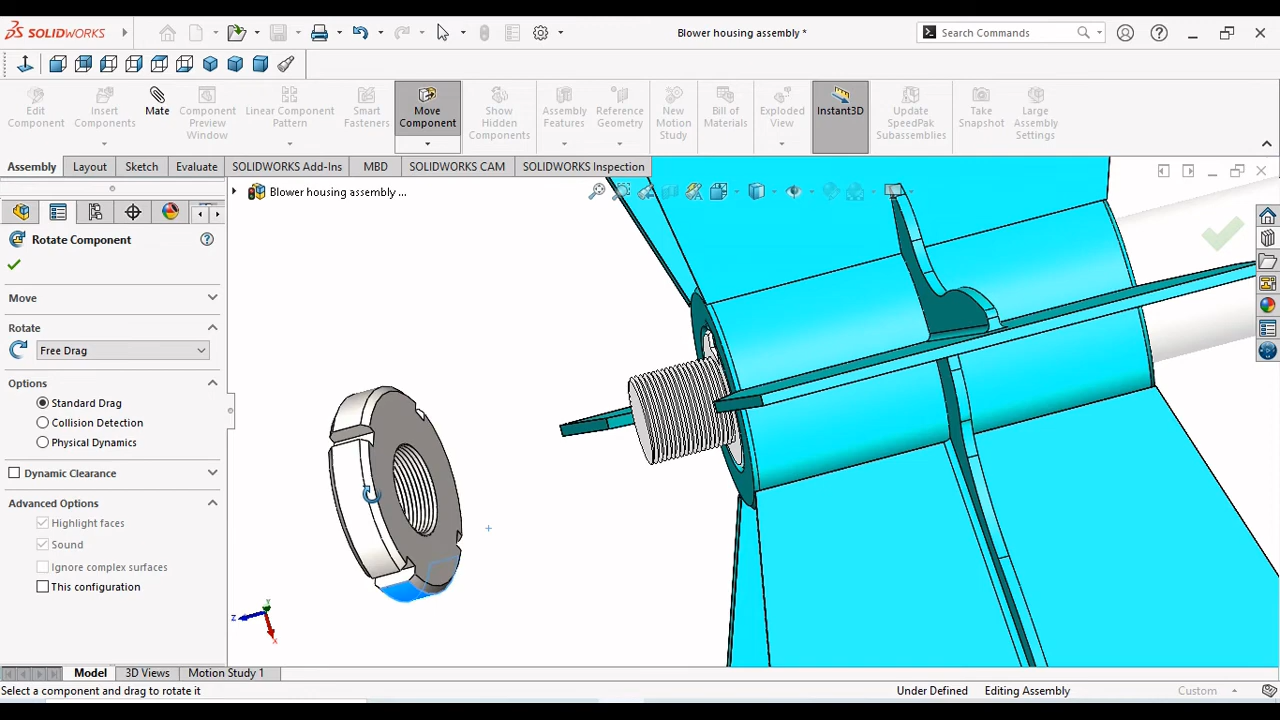 SOLIDWORKS
Blower housing assembly *
Search Commands
Edit Component
Insert Components
Mate
Component Preview Window
Linear Component Pattern
Smart Fasteners
Move Component
Show Hidden Components
Assembly Features
Reference Geometry
New Motion Study
Bill of Materials
Exploded View
Instant3D
Update SpeedPak Subassemblies
Take Snapshot
Large Assembly Settings
Assembly
Layout
Sketch
Evaluate
SOLIDWORKS Add-Ins
MBD
SOLIDWORKS CAM
SOLIDWORKS Inspection
Blower housing assembly ...
Rotate Component
Move
Rotate
Free Drag
Options
Standard Drag
Collision Detection
Physical Dynamics
Dynamic Clearance
Advanced Options
Highlight faces
Sound
Ignore complex surfaces
This configuration
Y
Z
X
Model
3D Views
Motion Study 1
Select a component and drag to rotate it
Under Defined
Editing Assembly
Custom